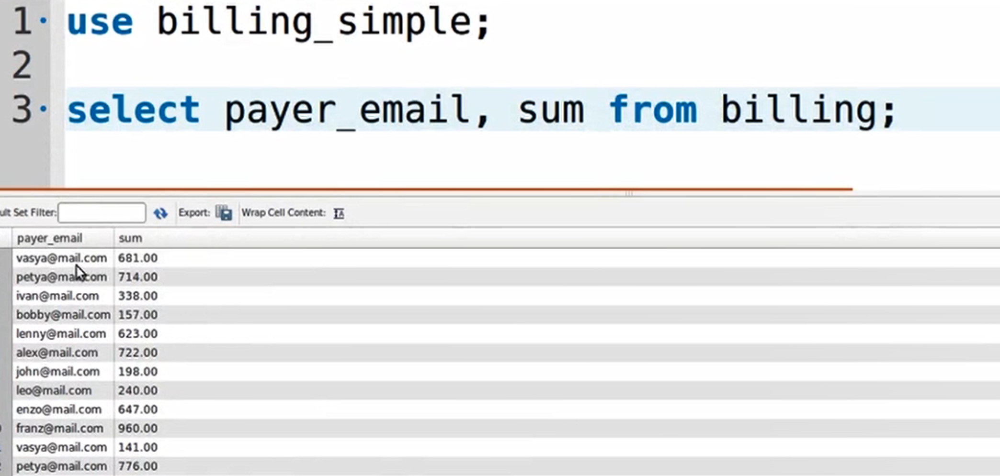 1 use billing_simple;
2
3 select payer_email, sum from billing;
ult Set Filter: Export: Wrap Cell Content:
payer_email sum
vasya@mail.com 681.00
petya@mail.com 714.00
ivan@mail.com 338.00
bobby@mail.com 157.00
lenny@mail.com 623.00
alex@mail.com 722.00
john@mail.com 198.00
leo@mail.com 240.00
enzo@mail.com 647.00
franz@mail.com 960.00
vasya@mail.com 141.00
petya@mail.com 776.00